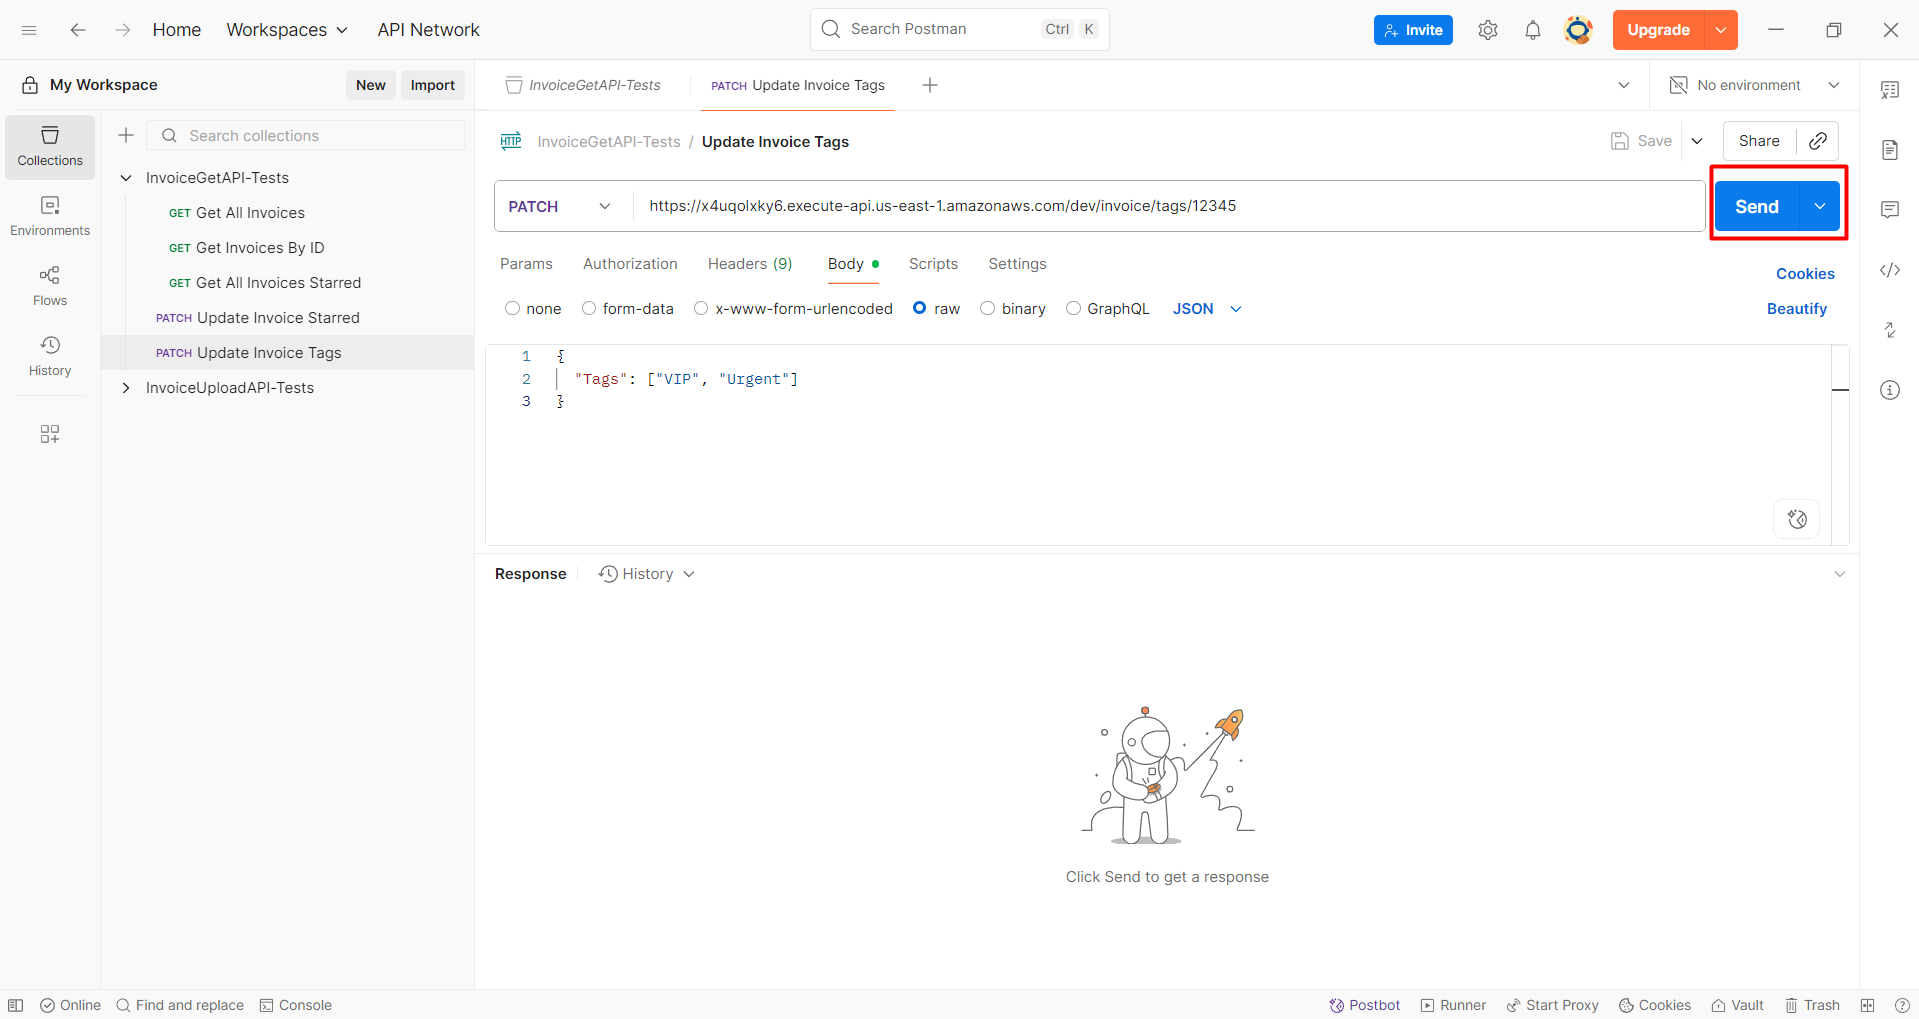 Home Workspaces API Network Search Postman Ctrl K Invite Upgrade
My Workspace New Import InvoiceGetAPI-Tests PATCH Update Invoice Tags No environment
Search collections
Collections
Environments
Flows
History
InvoiceGetAPI-Tests
GET Get All Invoices
GET Get Invoices By ID
GET Get All Invoices Starred
PATCH Update Invoice Starred
PATCH Update Invoice Tags
InvoiceUploadAPI-Tests
HTTP InvoiceGetAPI-Tests / Update Invoice Tags Save Share
PATCH https://x4uqolxky6.execute-api.us-east-1.amazonaws.com/dev/invoice/tags/12345 Send
Params Authorization Headers (9) Body Scripts Settings Cookies
none form-data x-www-form-urlencoded raw binary GraphQL JSON Beautify
1 {
2 "Tags": ["VIP", "Urgent"]
3 }
Response History
Click Send to get a response
Online Find and replace Console Postbot Runner Start Proxy Cookies Vault Trash